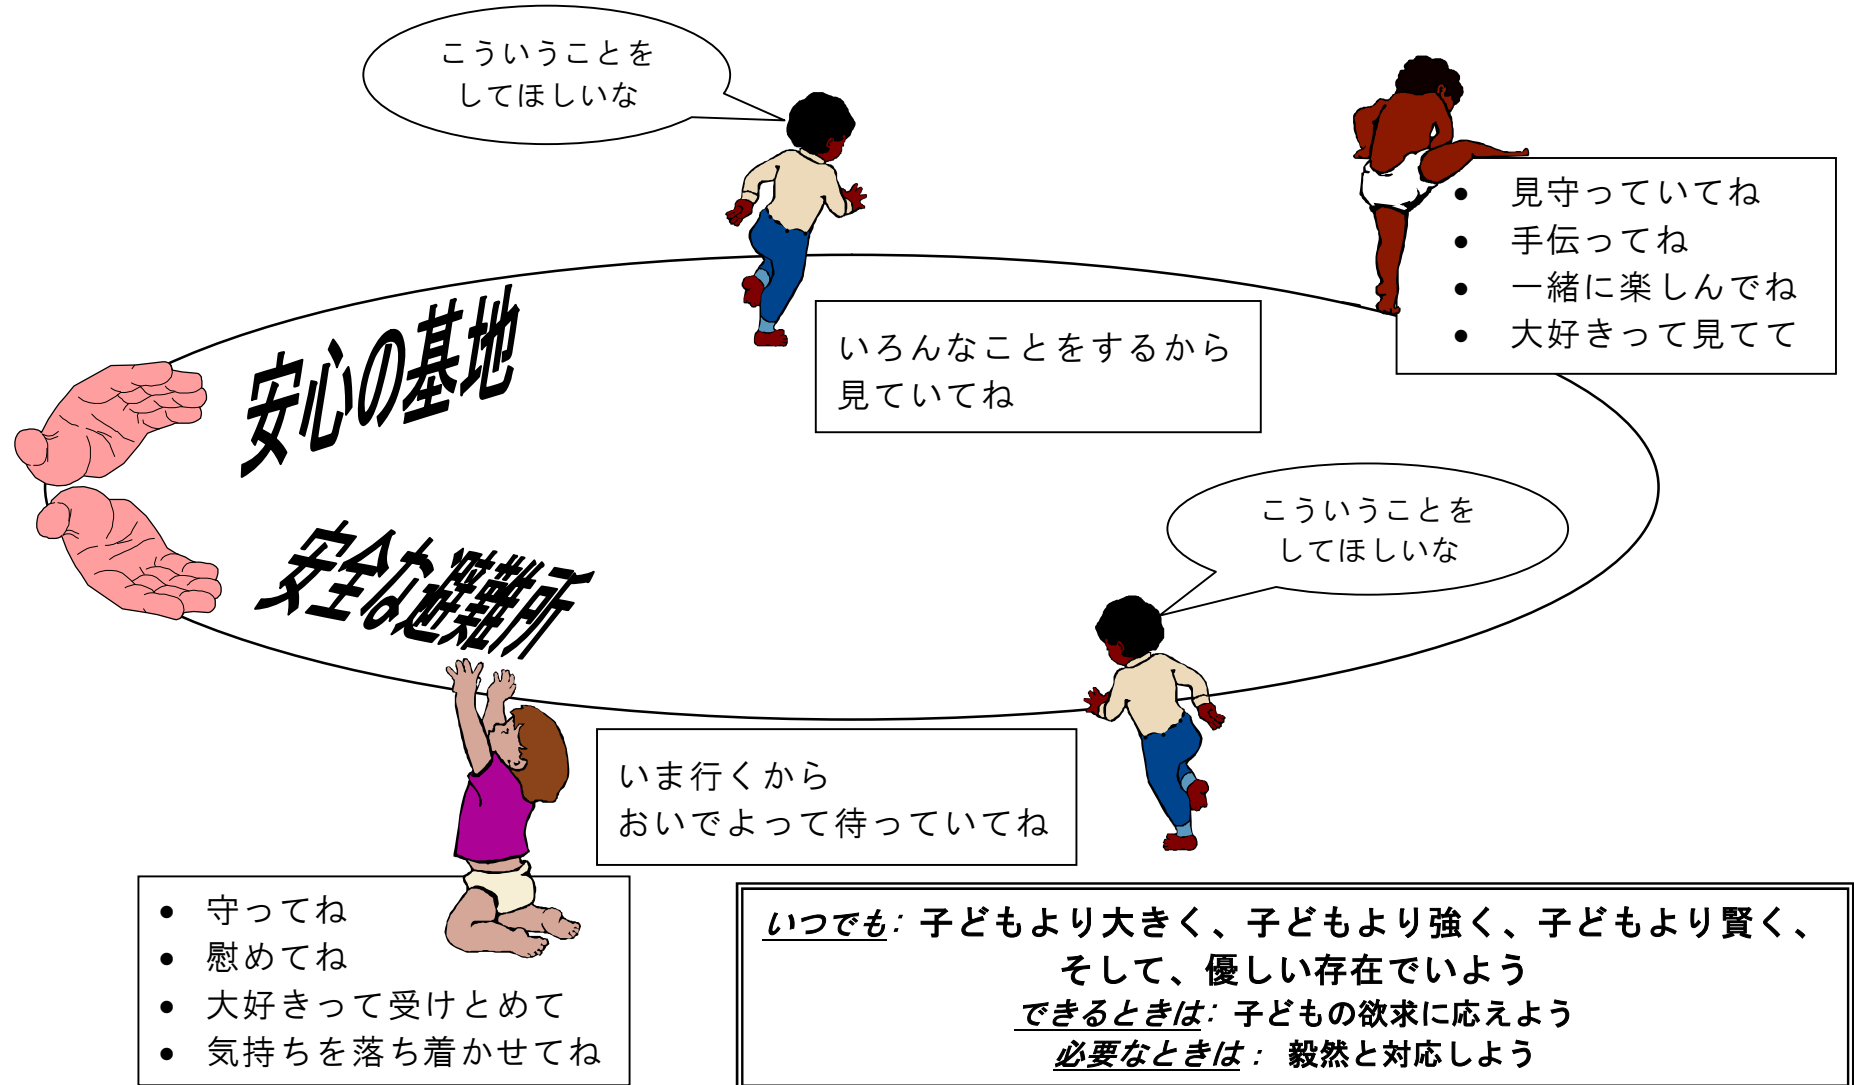 こういうことを
してほしいな
• 見守っていてね
• 手伝ってね
• 一緒に楽しんでね
• 大好きって見てて
安心の基地
いろんなことをするから
見ていてね
こういうことを
してほしいな
安全な避難所
いま行くから
おいでよって待っていてね
• 守ってね
• 慰めてね
• 大好きって受けとめて
• 気持ちを落ち着かせてね
いつでも: 子どもより大きく、子どもより強く、子どもより賢く、
そして、優しい存在でいよう
できるときは: 子どもの欲求に応えよう
必要なときは: 毅然と対応しよう